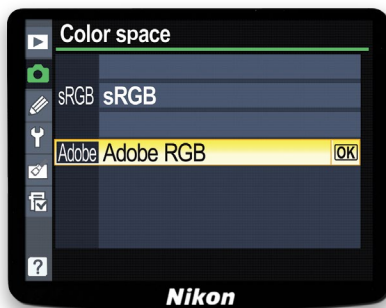 Color space
sRGB sRGB
Adobe Adobe RGB OK
?
Nikon